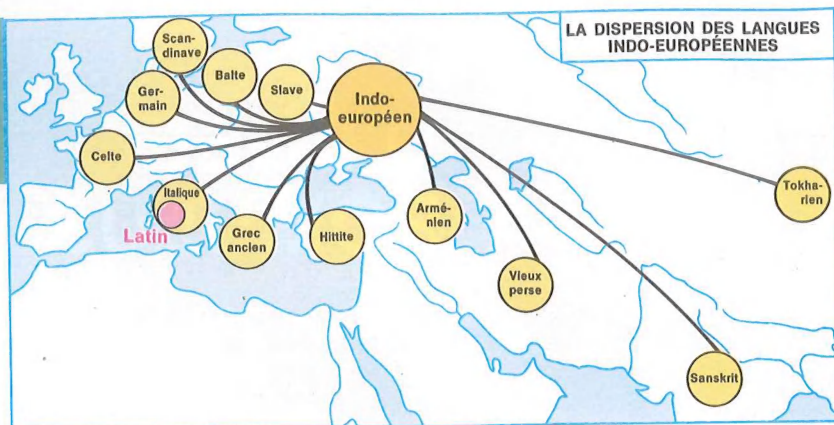 LA DISPERSION DES LANGUES
INDO-EUROPÉENNES
Scan-
dinave
Balte
Slave
Ger-
main
Indo-
européen
Celte
Italique
Latin
Grec
ancien
Hittite
Armé-
nien
Vieux
perse
Tokha-
rien
Sanskrit